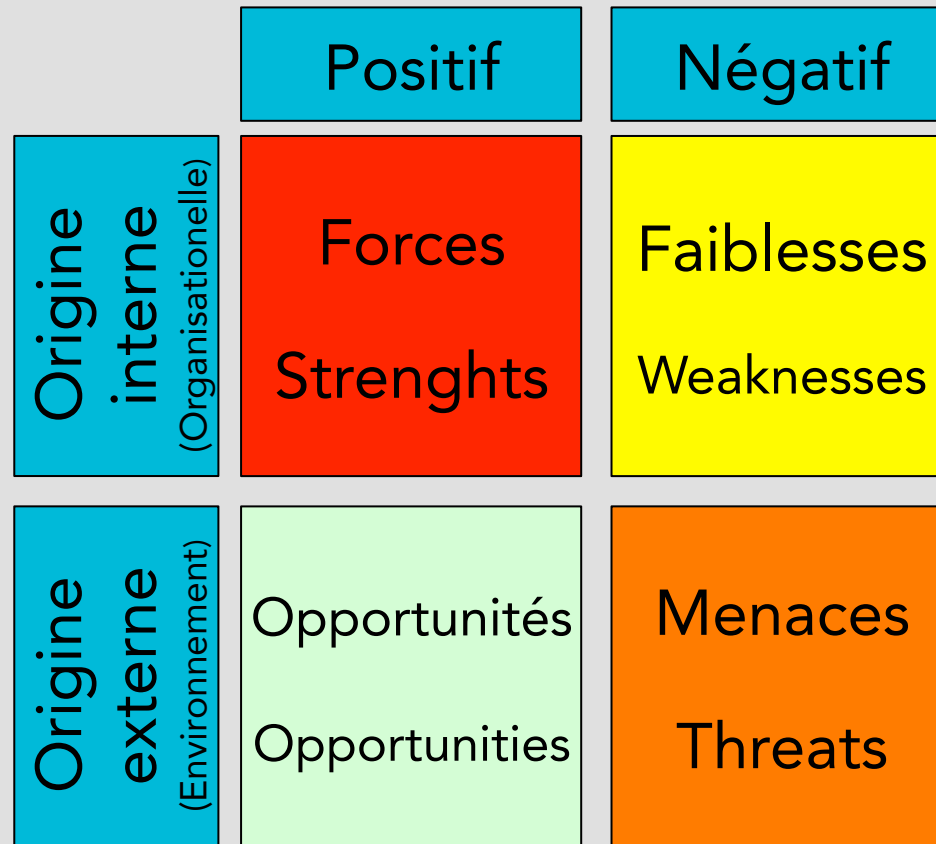 Positif
Négatif
Origine
interne
(Organisationelle)
Forces
Strenghts
Faiblesses
Weaknesses
Origine
externe
(Environnement)
Opportunités
Opportunities
Menaces
Threats